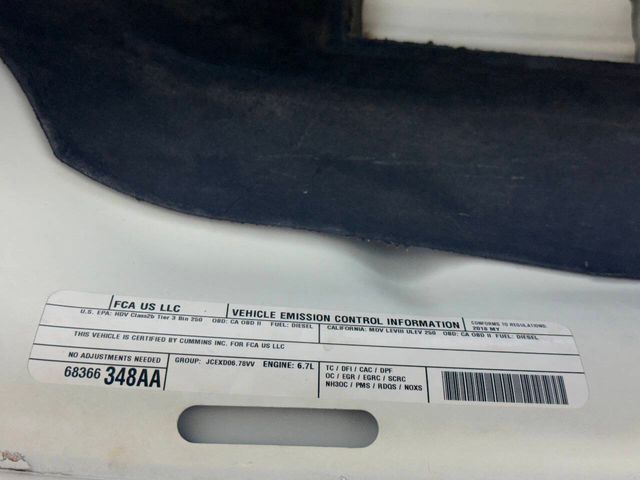 FCA US LLC
VEHICLE EMISSION CONTROL INFORMATION
CONFORMS TO REGULATIONS:
2018 MY
U.S. EPA: HDV Class2b Tier 3 Bin 250 OBD: CA OBD II FUEL: DIESEL
CALIFORNIA: MDV LEVIII ULEV 250 OBD: CA OBD II FUEL: DIESEL
THIS VEHICLE IS CERTIFIED BY CUMMINS INC. FOR FCA US LLC
NO ADJUSTMENTS NEEDED
68366 348AA
GROUP: JCEXD06.78VV ENGINE: 6.7L
TC / DFI / CAC / DPF
OC / EGR / EGRC / SCRC
NH3OC / PMS / RDQS / NOXS